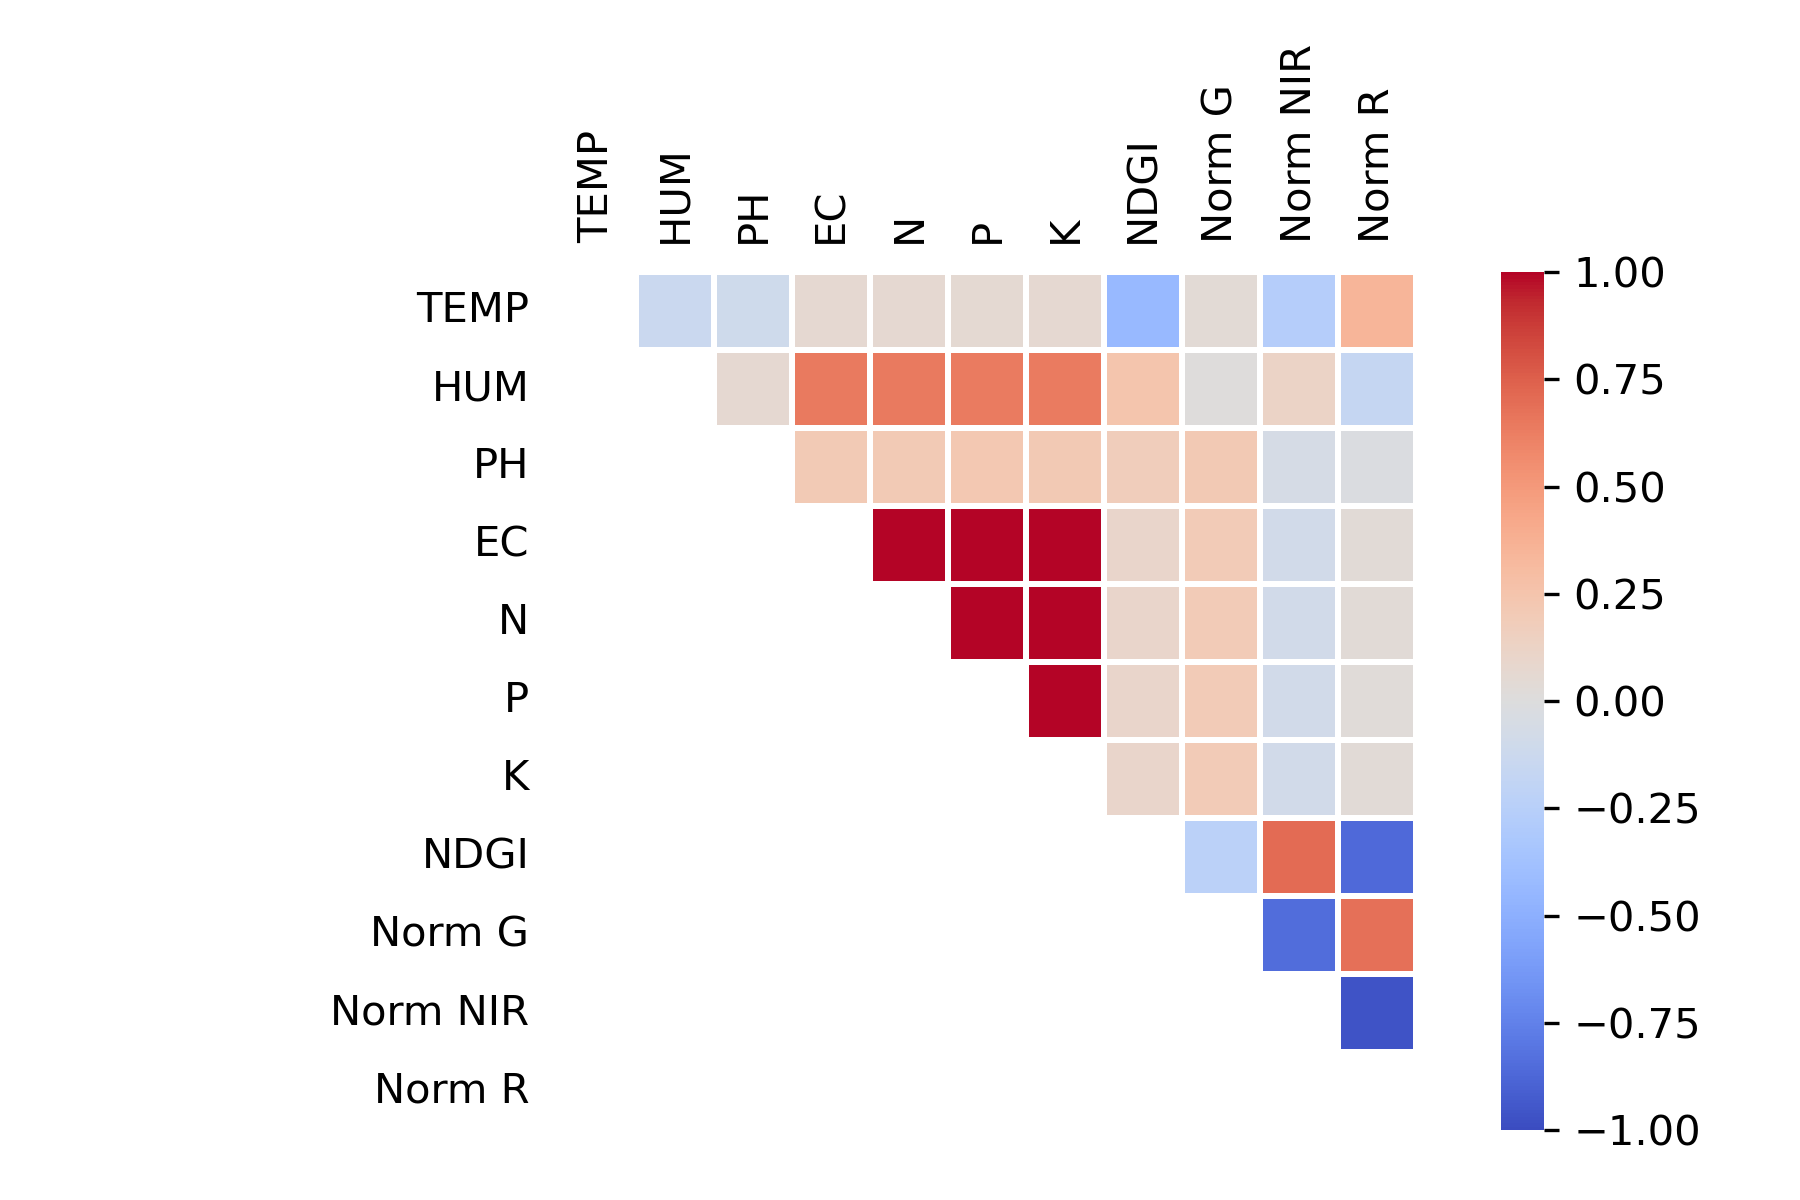 TEMP
HUM
PH
EC
N
P
K
NDGI
Norm G
Norm NIR
Norm R
TEMP
HUM
PH
EC
N
P
K
NDGI
Norm G
Norm NIR
Norm R
1.00
0.75
0.50
0.25
0.00
−0.25
−0.50
−0.75
−1.00